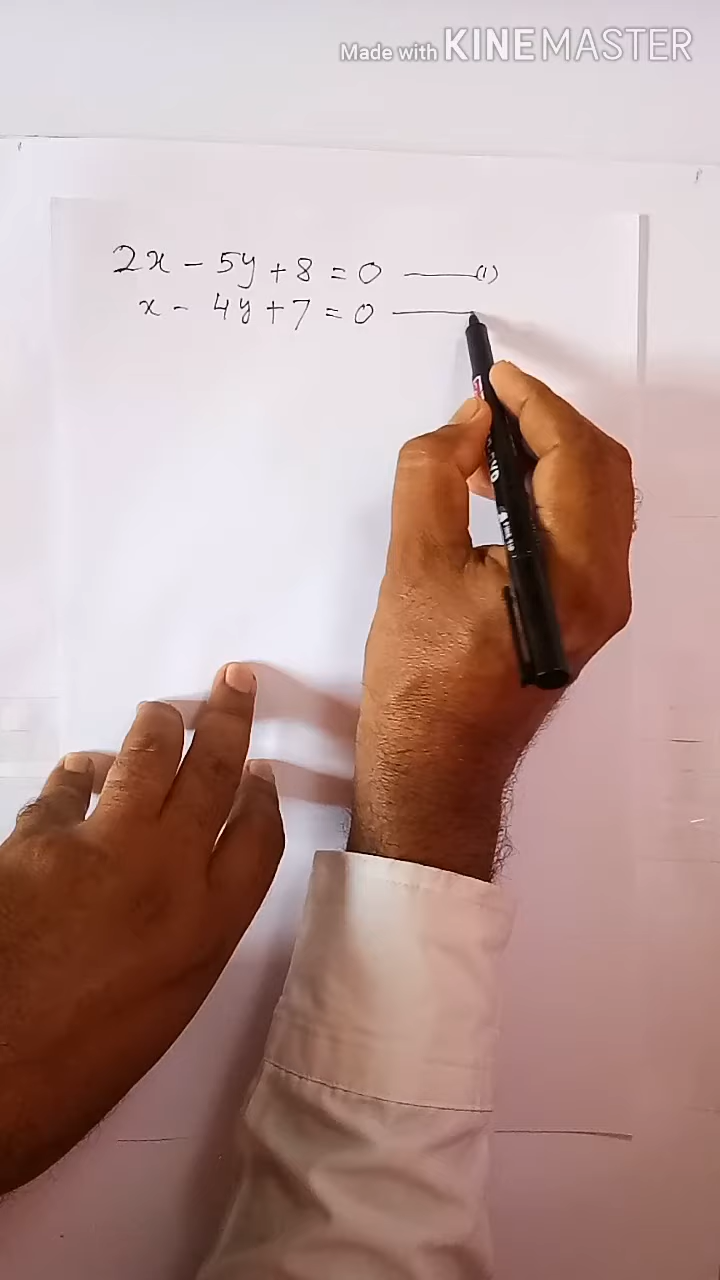 Made with KINEMASTER
2x - 5y + 8 = 0 ——(1)
x - 4y + 7 = 0 ——